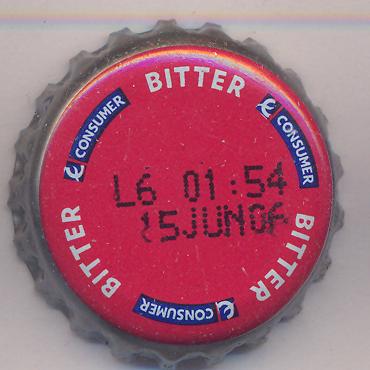 BITTER
CONSUMER
BITTER
CONSUMER
BITTER
CONSUMER
L6 01:54
15JUN06